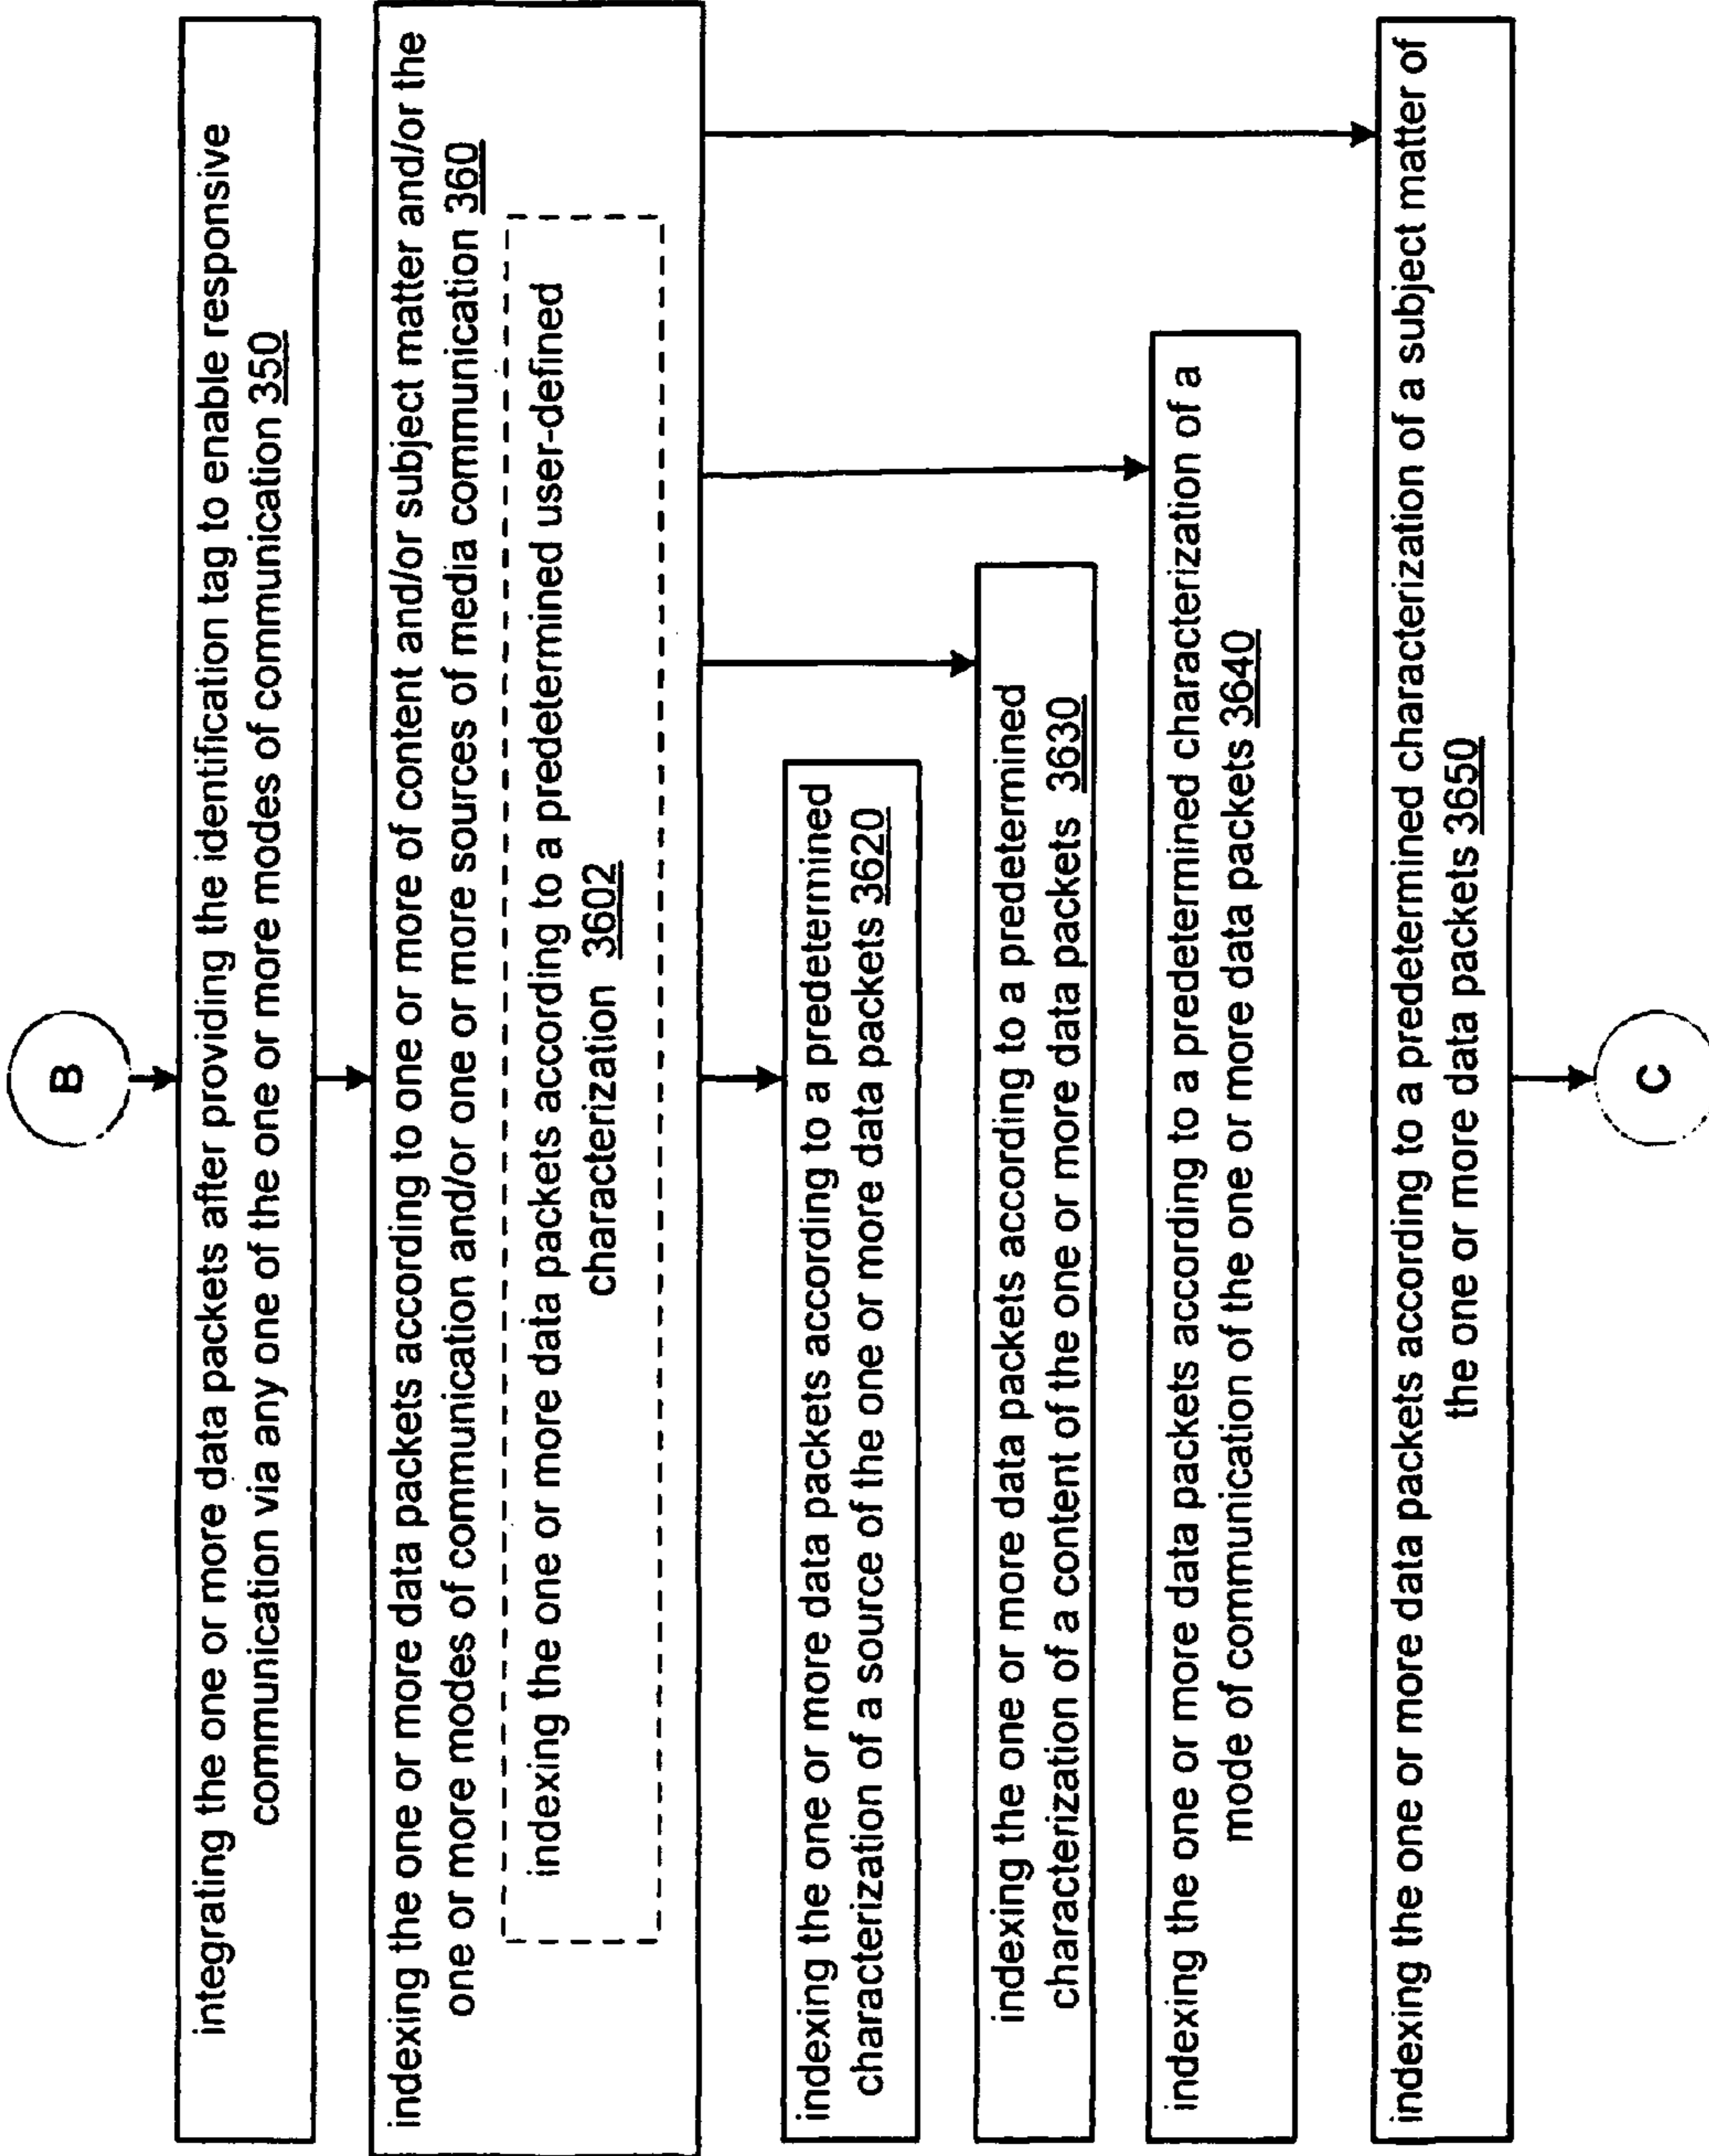 B
integrating the one or more data packets after providing the identification tag to enable responsive
communication via any one of the one or more modes of communication 350
indexing the one or more data packets according to one or more of content and/or subject matter and/or the
one or more modes of communication and/or one or more sources of media communication 360
indexing the one or more data packets according to a predetermined user-defined
characterization 3602
indexing the one or more data packets according to a predetermined
characterization of a source of the one or more data packets 3620
indexing the one or more data packets according to a predetermined
characterization of a content of the one or more data packets 3630
indexing the one or more data packets according to a predetermined characterization of a
mode of communication of the one or more data packets 3640
indexing the one or more data packets according to a predetermined characterization of a subject matter of
the one or more data packets 3650
C